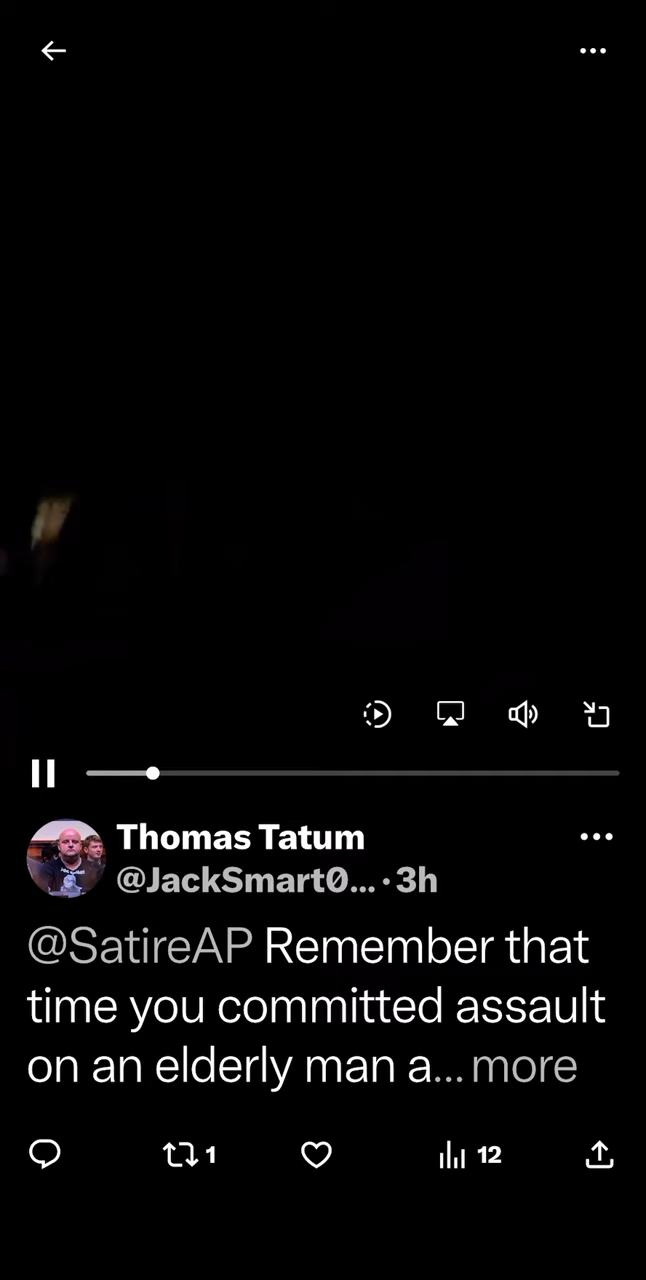 Thomas Tatum
@JackSmart0... · 3h
@SatireAP Remember that
time you committed assault
on an elderly man a... more
1
12